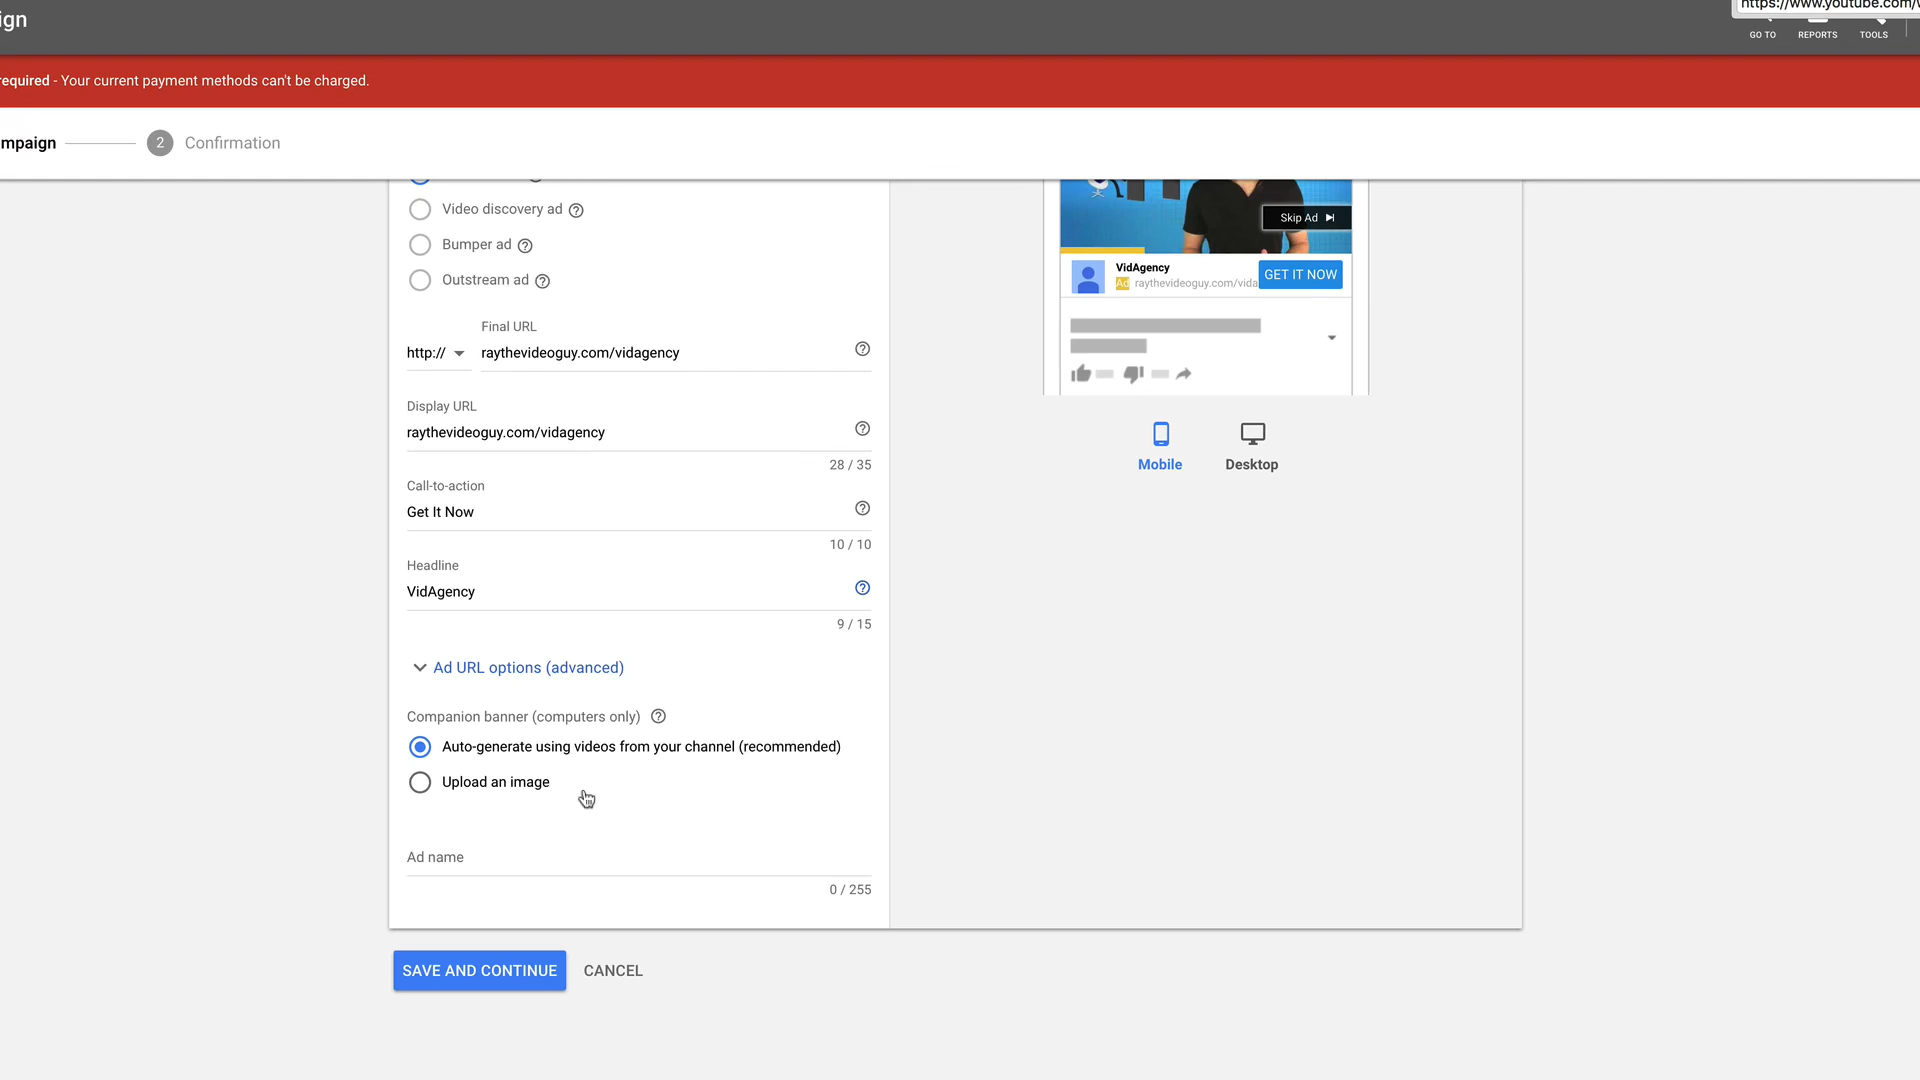 ign
https://www.youtube.com/
GO TO
REPORTS
TOOLS
required - Your current payment methods can't be charged.
mpaign
2
Confirmation
Video discovery ad
Bumper ad
Outstream ad
Final URL
http://
raythevideoguy.com/vidagency
Display URL
raythevideoguy.com/vidagency
28 / 35
Call-to-action
Get It Now
10 / 10
Headline
VidAgency
9 / 15
Ad URL options (advanced)
Companion banner (computers only)
Auto-generate using videos from your channel (recommended)
Upload an image
Ad name
0 / 255
SAVE AND CONTINUE
CANCEL
Skip Ad
VidAgency
Ad raythevideoguy.com/vida
GET IT NOW
Mobile
Desktop